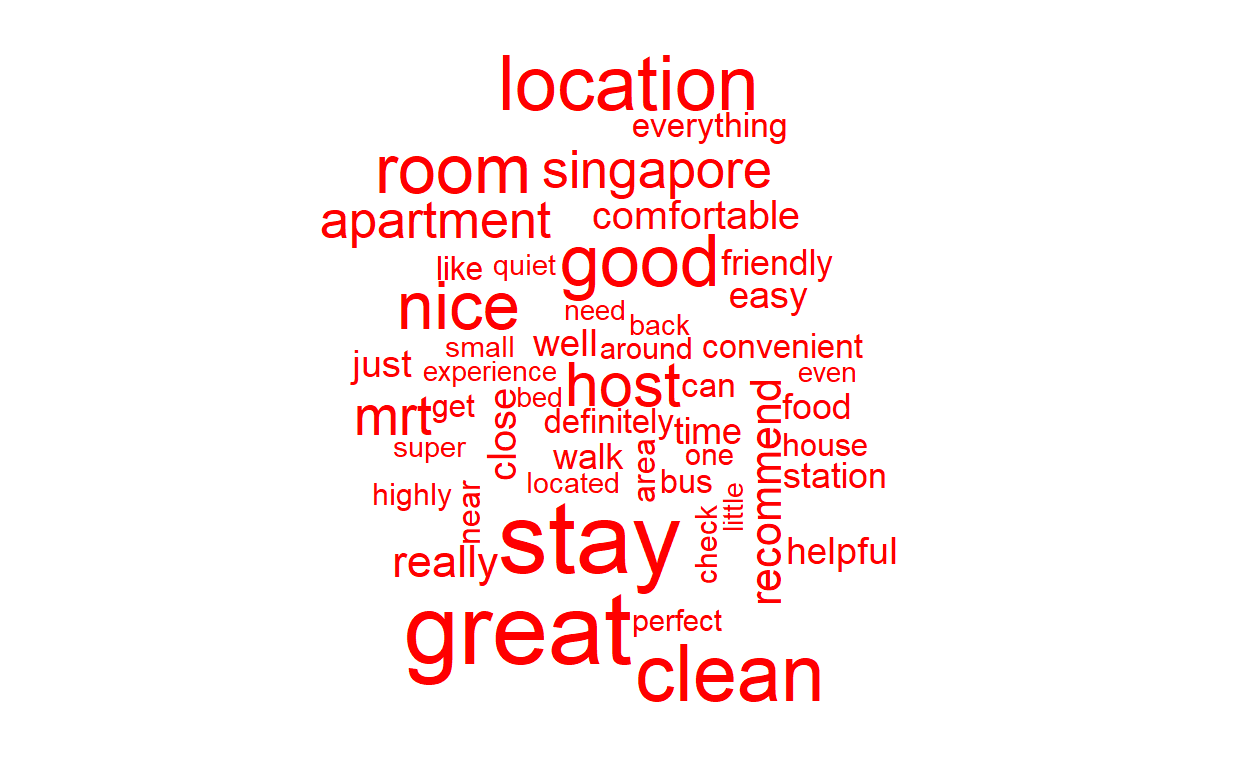 location
everything
room
singapore
apartment
comfortable
good
friendly
like
quiet
nice
easy
need
back
well
around
convenient
small
just
experience
host
can
even
mrt
get
close
bed
recommend
food
definitely
time
super
walk
area
one
house
station
located
bus
highly
near
little
check
stay
really
helpful
great
perfect
clean